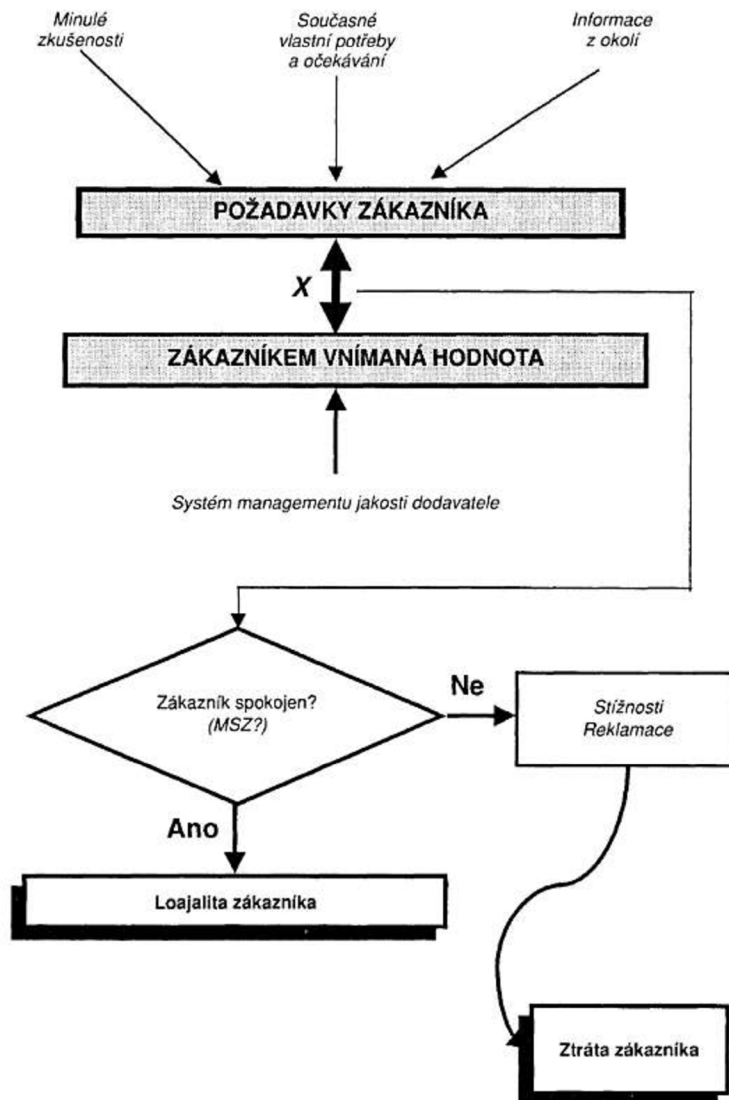 Minulé
zkušenosti
Současné
vlastní potřeby
a očekávání
Informace
z okolí
POŽADAVKY ZÁKAZNÍKA
X
ZÁKAZNÍKEM VNÍMANÁ HODNOTA
Systém managementu jakosti dodavatele
Zákazník spokojen?
(MSZ?)
Ne
Stížnosti
Reklamace
Ano
Loajalita zákazníka
Ztráta zákazníka